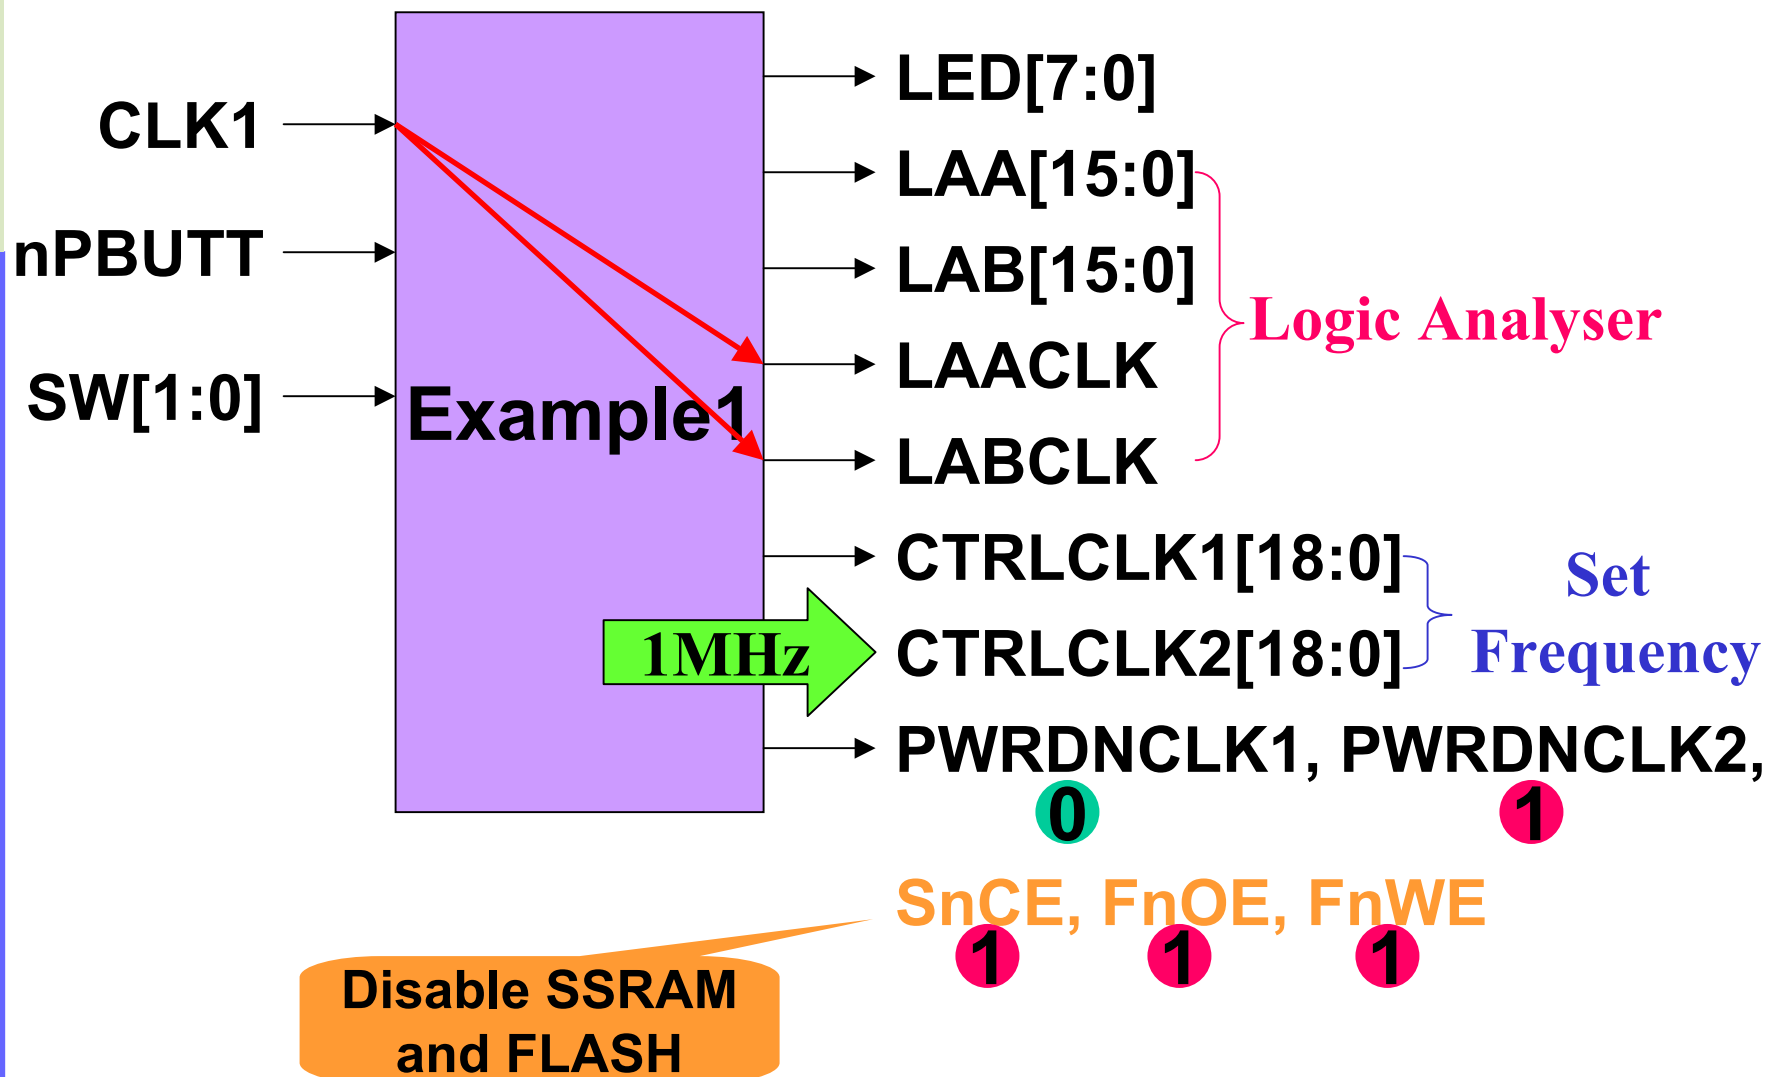 CLK1
nPBUTT
SW[1:0]
Example1
LED[7:0]
LAA[15:0]
LAB[15:0]
LAACLK
LABCLK
Logic Analyser
CTRLCLK1[18:0]
1MHz
CTRLCLK2[18:0]
Set
Frequency
PWRDNCLK1, PWRDNCLK2,
0 1
SnCE, FnOE, FnWE
1 1 1
Disable SSRAM
and FLASH